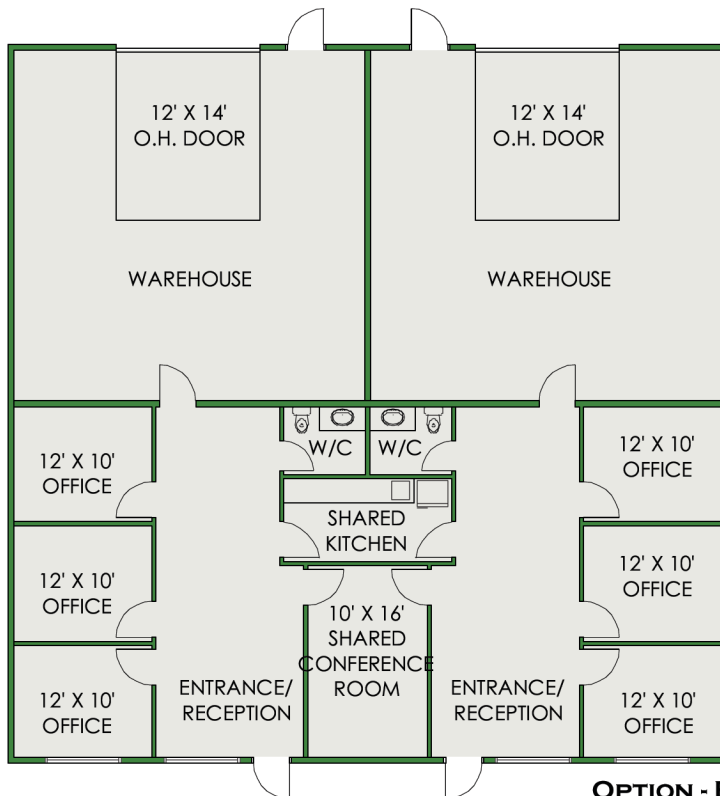 12' X 14'
O.H. DOOR
12' X 14'
O.H. DOOR
WAREHOUSE
WAREHOUSE
W/C
W/C
12' X 10'
OFFICE
12' X 10'
OFFICE
SHARED
KITCHEN
12' X 10'
OFFICE
12' X 10'
OFFICE
10' X 16'
SHARED
CONFERENCE
ROOM
12' X 10'
OFFICE
ENTRANCE/
RECEPTION
ENTRANCE/
RECEPTION
12' X 10'
OFFICE
OPTION -